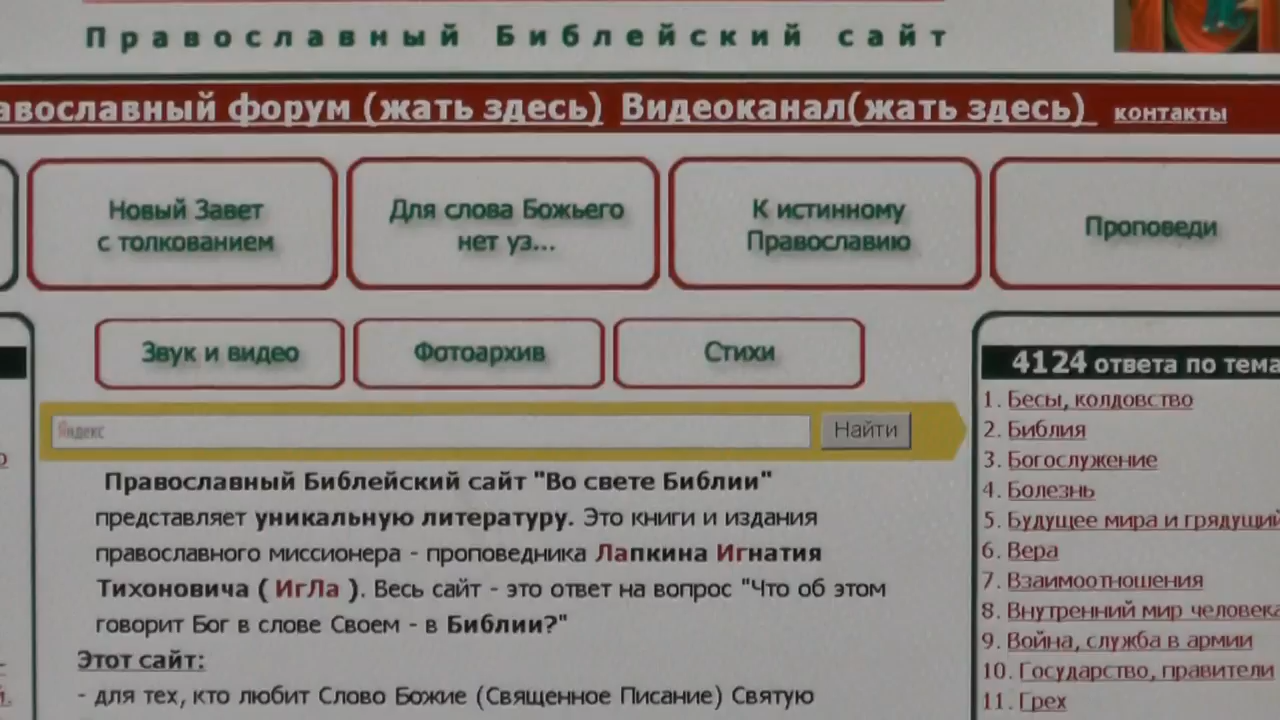 Православный Библейский сайт
авославный форум (жать здесь) Видеоканал(жать здесь) контакты
Новый Завет
с толкованием
Для слова Божьего
нет уз...
К истинному
Православию
Проповеди
Звук и видео
Фотоархив
Стихи
Яндекс
Найти
Православный Библейский сайт "Во свете Библии"
представляет уникальную литературу. Это книги и издания
православного миссионера - проповедника Лапкина Игнатия
Тихоновича ( ИгЛа ). Весь сайт - это ответ на вопрос "Что об этом
говорит Бог в слове Своем - в Библии?"
Этот сайт:
- для тех, кто любит Слово Божие (Священное Писание) Святую
4124 ответа по тема
1. Бесы, колдовство
2. Библия
3. Богослужение
4. Болезнь
5. Будущее мира и грядущий
6. Вера
7. Взаимоотношения
8. Внутренний мир человека
9. Война, служба в армии
10. Государство, правители
11. Грех